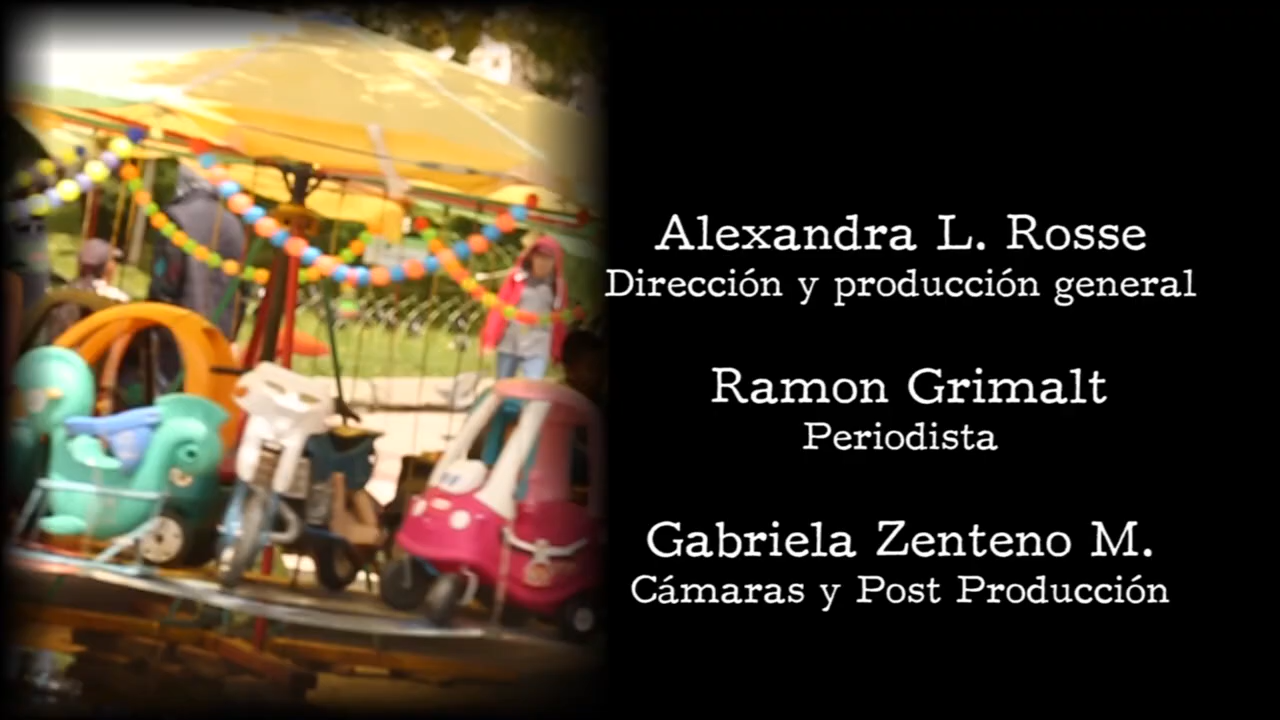 Alexandra L. Rosse
Dirección y producción general
Ramon Grimalt
Periodista
Gabriela Zenteno M.
Cámaras y Post Producción